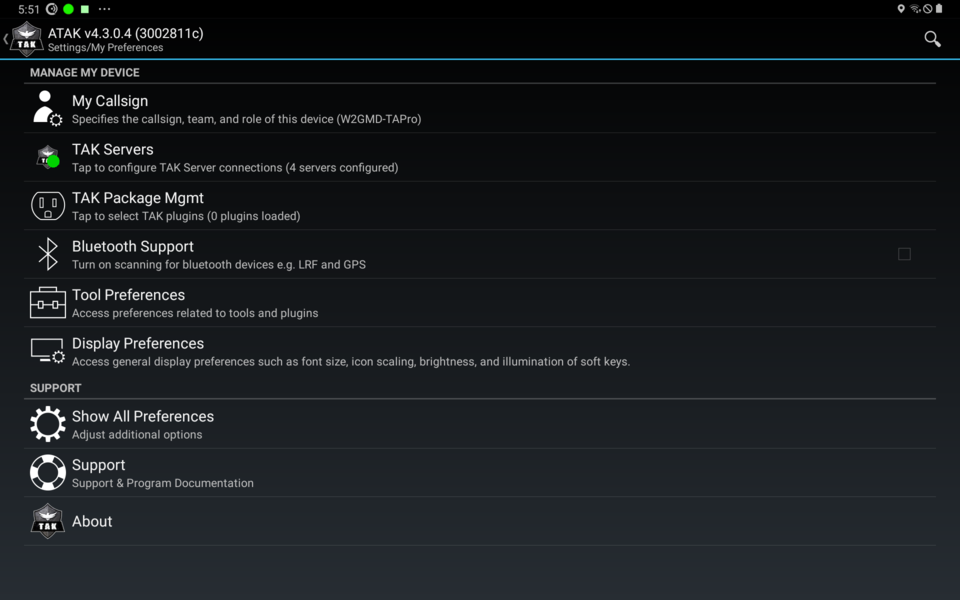 5:51
ATAK v4.3.0.4 (3002811c)
Settings/My Preferences
TAK
MANAGE MY DEVICE
My Callsign
Specifies the callsign, team, and role of this device (W2GMD-TAPro)
TAK Servers
Tap to configure TAK Server connections (4 servers configured)
TAK Package Mgmt
Tap to select TAK plugins (0 plugins loaded)
Bluetooth Support
Turn on scanning for bluetooth devices e.g. LRF and GPS
Tool Preferences
Access preferences related to tools and plugins
Display Preferences
Access general display preferences such as font size, icon scaling, brightness, and illumination of soft keys.
SUPPORT
Show All Preferences
Adjust additional options
Support
Support & Program Documentation
TAK
About